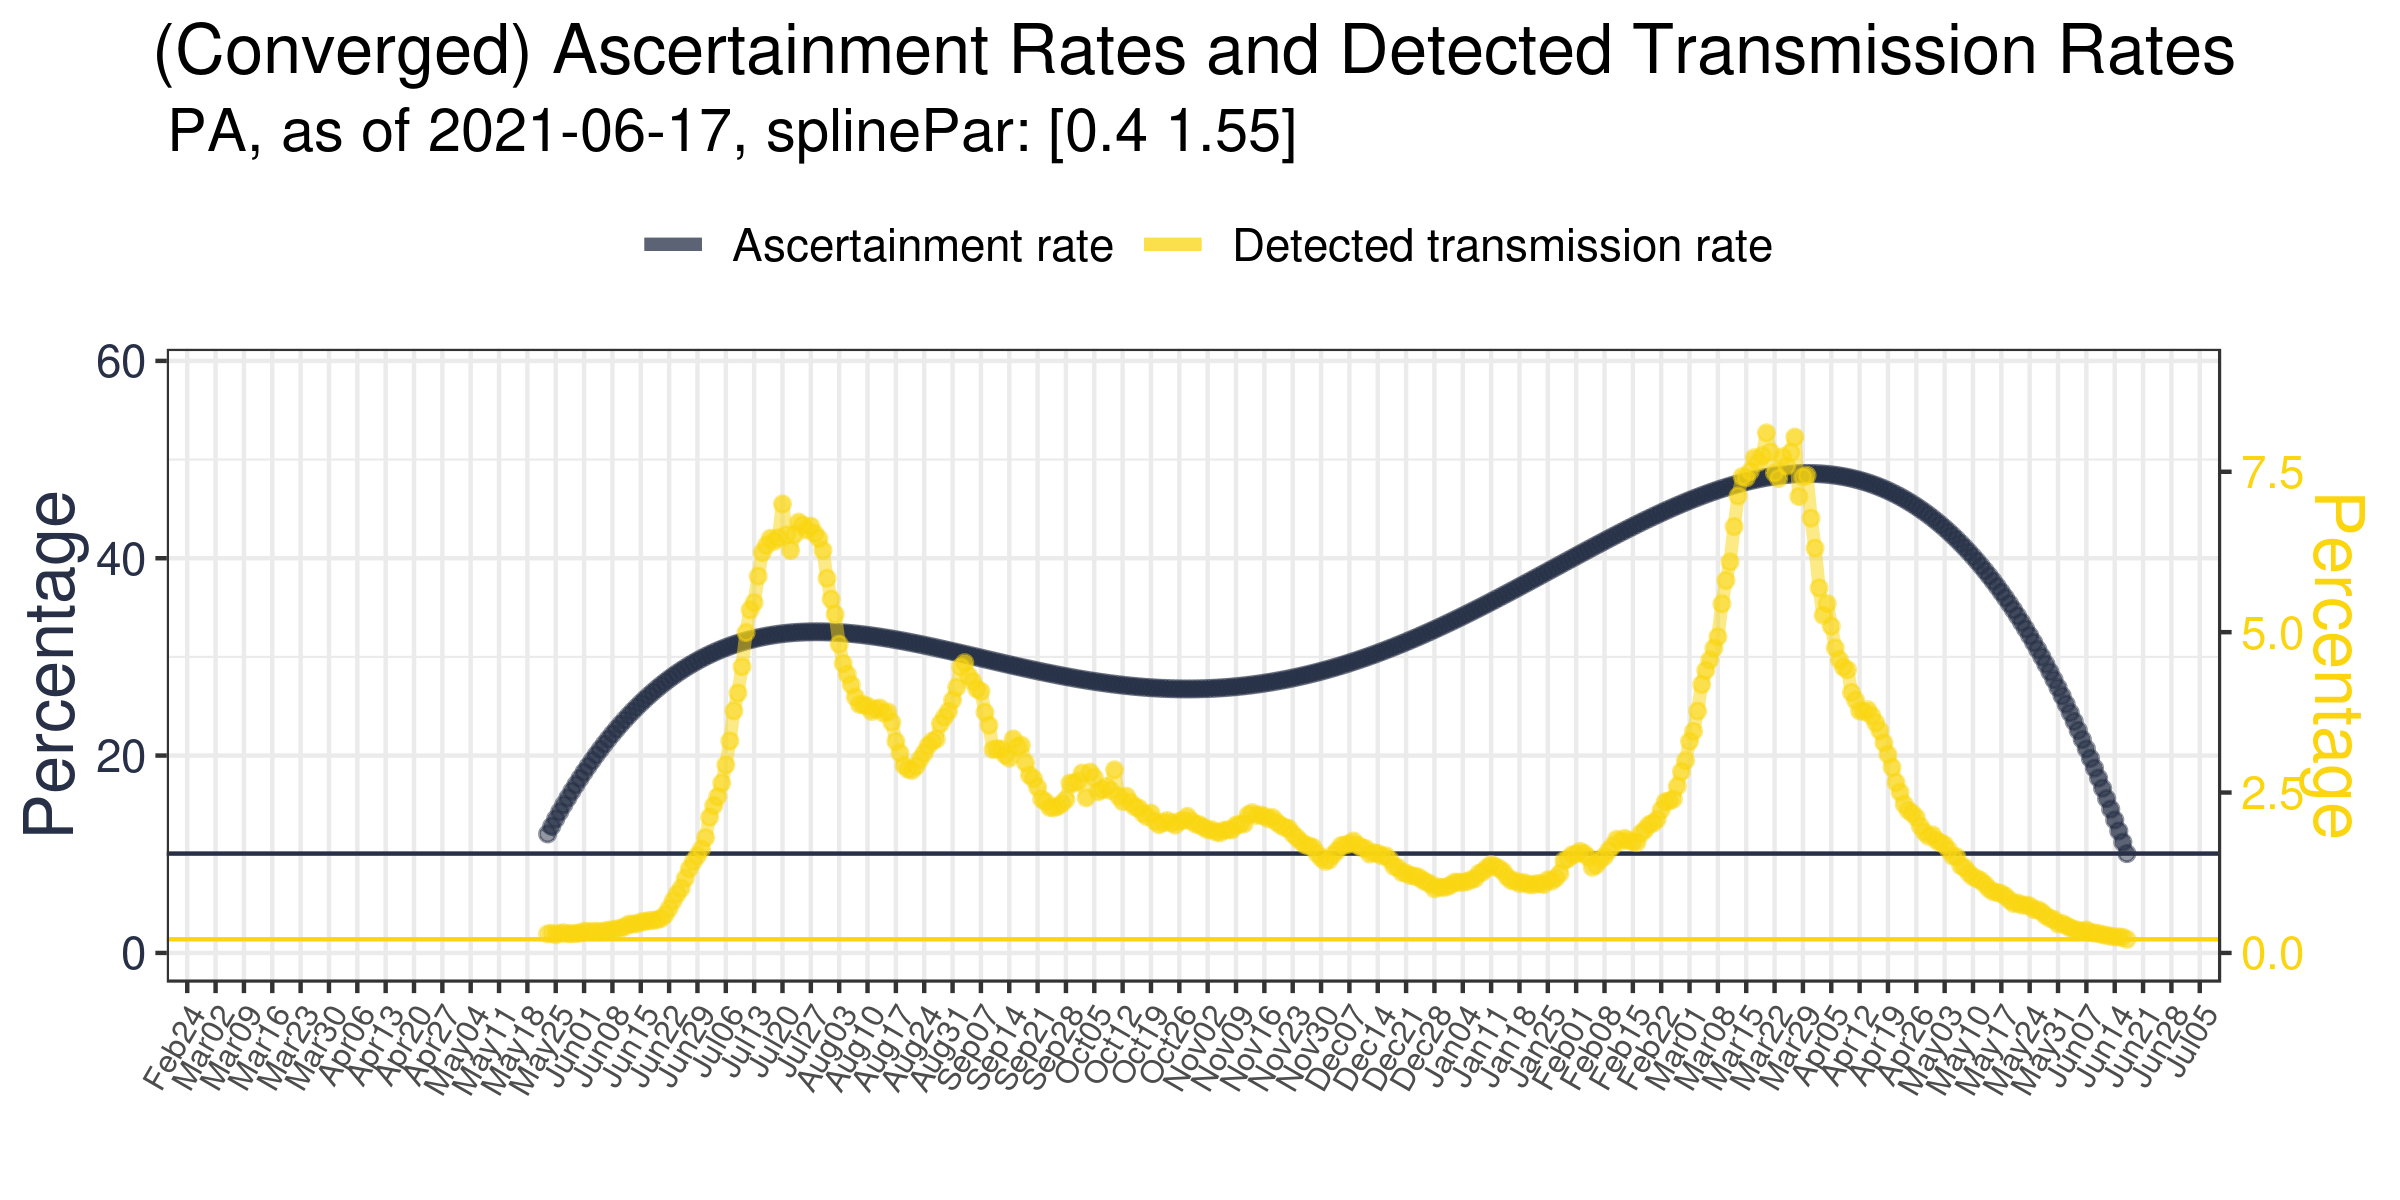 (Converged) Ascertainment Rates and Detected Transmission Rates
PA, as of 2021-06-17, splinePar: [0.4 1.55]
Ascertainment rate
Detected transmission rate
Percentage
60
40
20
0
7.5
5.0
2.5
0.0
Percentage
Feb24
Mar02
Mar09
Mar16
Mar23
Mar30
Apr06
Apr13
Apr20
Apr27
May04
May11
May18
May25
Jun01
Jun08
Jun15
Jun22
Jun29
Jul06
Jul13
Jul20
Jul27
Aug03
Aug10
Aug17
Aug24
Aug31
Sep07
Sep14
Sep21
Sep28
Oct05
Oct12
Oct19
Oct26
Nov02
Nov09
Nov16
Nov23
Nov30
Dec07
Dec14
Dec21
Dec28
Jan04
Jan11
Jan18
Jan25
Feb01
Feb08
Feb15
Feb22
Mar01
Mar08
Mar15
Mar22
Mar29
Apr05
Apr12
Apr19
Apr26
May03
May10
May17
May24
May31
Jun07
Jun14
Jun21
Jun28
Jul05